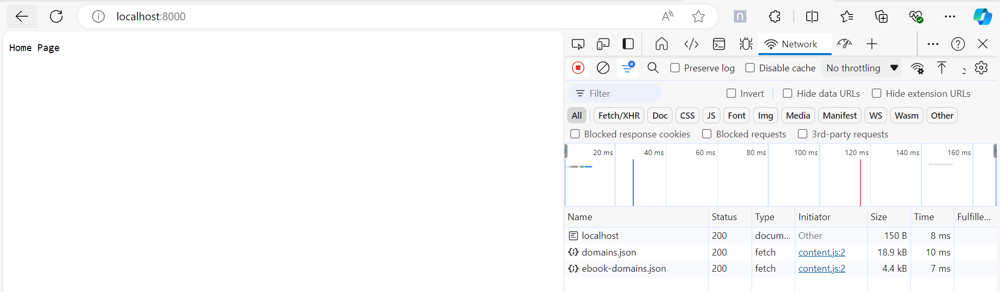 localhost:8000
Home Page
Network
Preserve log Disable cache No throttling
Filter Invert Hide data URLs Hide extension URLs
All Fetch/XHR Doc CSS JS Font Img Media Manifest WS Wasm Other
Blocked response cookies Blocked requests 3rd-party requests
20 ms 40 ms 60 ms 80 ms 100 ms 120 ms 140 ms 160 ms
Name Status Type Initiator Size Time Fulfille...
localhost 200 docum... Other 150 B 8 ms
domains.json 200 fetch content.js:2 18.9 kB 10 ms
ebook-domains.json 200 fetch content.js:2 4.4 kB 7 ms